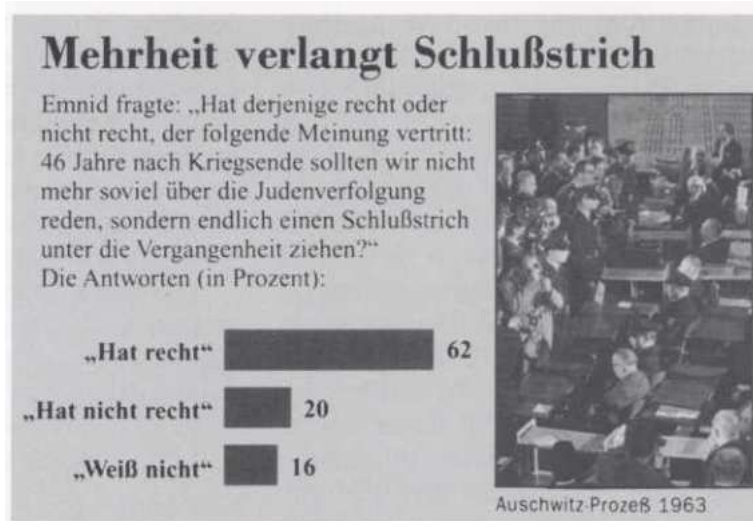 Mehrheit verlangt Schlußstrich
Emnid fragte: „Hat derjenige recht oder
nicht recht, der folgende Meinung vertritt:
46 Jahre nach Kriegsende sollten wir nicht
mehr soviel über die Judenverfolgung
reden, sondern endlich einen Schlußstrich
unter die Vergangenheit ziehen?“
Die Antworten (in Prozent):
„Hat recht“ 62
„Hat nicht recht“ 20
„Weiß nicht“ 16
Auschwitz-Prozeß 1963